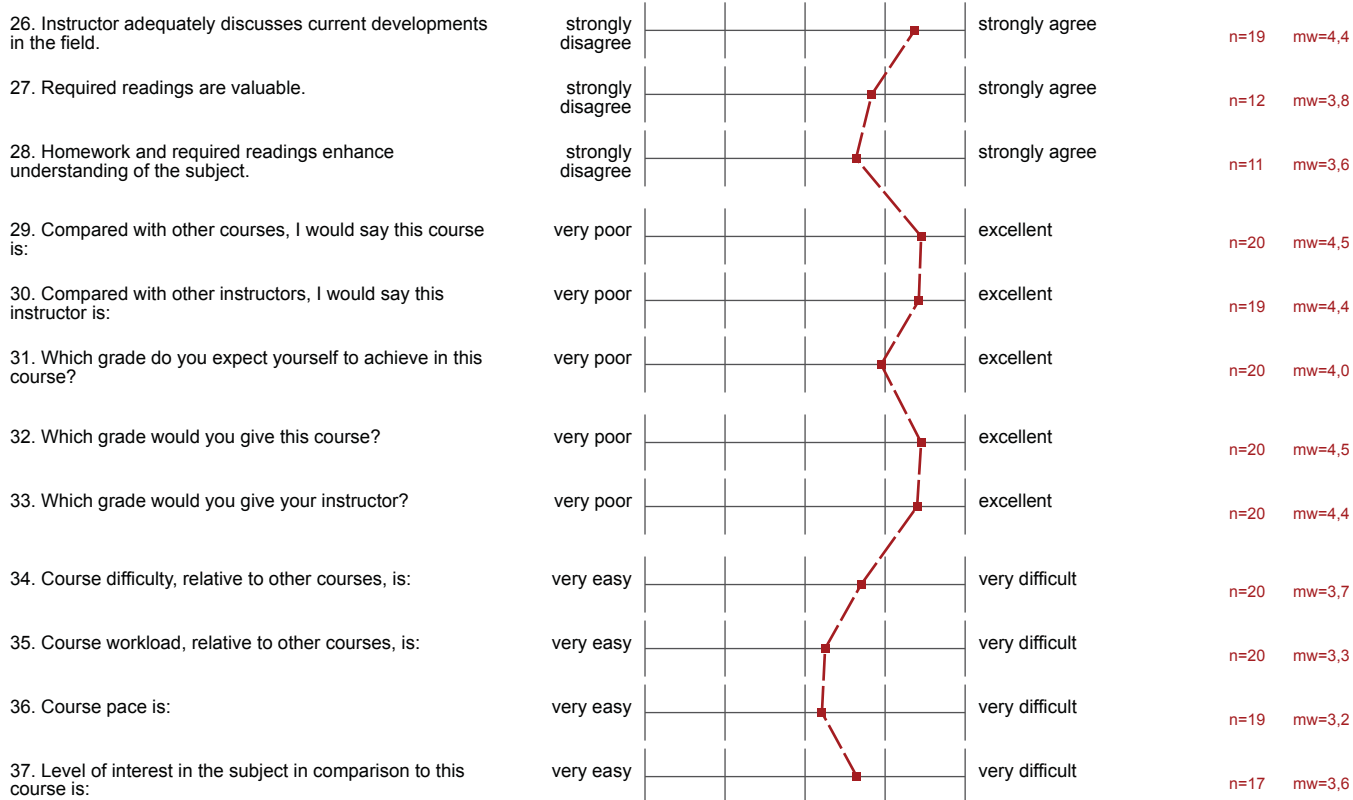 26. Instructor adequately discusses current developments
in the field.
strongly
disagree
strongly agree
n=19 mw=4,4
27. Required readings are valuable.
strongly
disagree
strongly agree
n=12 mw=3,8
28. Homework and required readings enhance
understanding of the subject.
strongly
disagree
strongly agree
n=11 mw=3,6
29. Compared with other courses, I would say this course
is:
very poor
excellent
n=20 mw=4,5
30. Compared with other instructors, I would say this
instructor is:
very poor
excellent
n=19 mw=4,4
31. Which grade do you expect yourself to achieve in this
course?
very poor
excellent
n=20 mw=4,0
32. Which grade would you give this course?
very poor
excellent
n=20 mw=4,5
33. Which grade would you give your instructor?
very poor
excellent
n=20 mw=4,4
34. Course difficulty, relative to other courses, is:
very easy
very difficult
n=20 mw=3,7
35. Course workload, relative to other courses, is:
very easy
very difficult
n=20 mw=3,3
36. Course pace is:
very easy
very difficult
n=19 mw=3,2
37. Level of interest in the subject in comparison to this
course is:
very easy
very difficult
n=17 mw=3,6